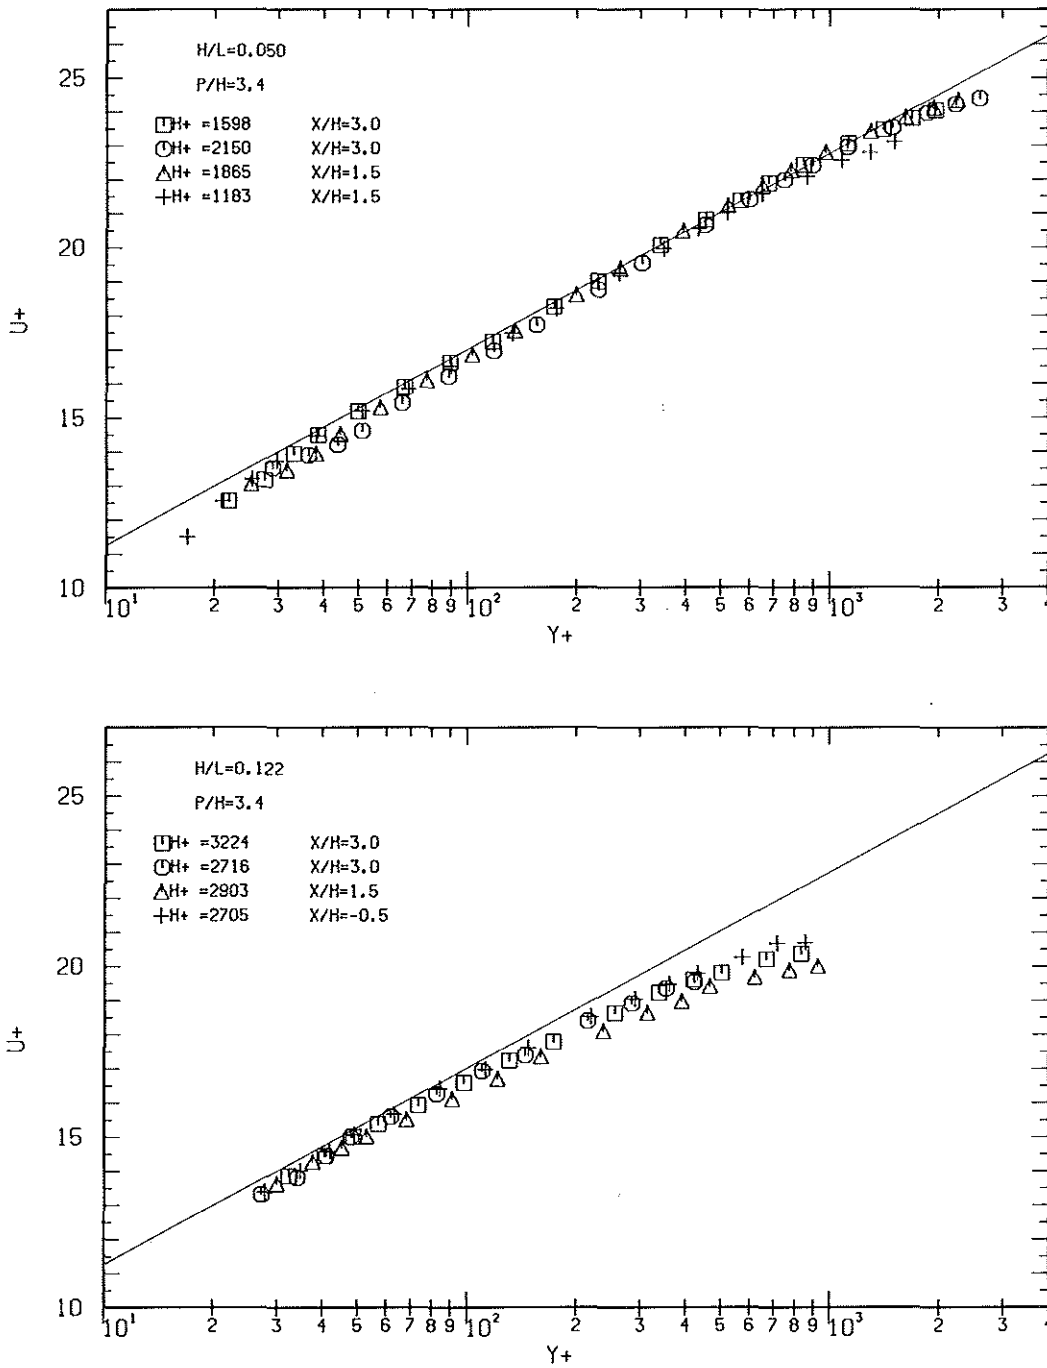 H/L=0.050
P/H=3.4
H+ =1598 X/H=3.0
H+ =2150 X/H=3.0
H+ =1865 X/H=1.5
H+ =1183 X/H=1.5
25
20
15
10
U+
10¹ 2 3 4 5 6 7 8 9 10² 2 3 4 5 6 7 8 9 10³ 2 3 4
Y+
H/L=0.122
P/H=3.4
H+ =3224 X/H=3.0
H+ =2716 X/H=3.0
H+ =2903 X/H=1.5
H+ =2705 X/H=-0.5
25
20
15
10
U+
10¹ 2 3 4 5 6 7 8 9 10² 2 3 4 5 6 7 8 9 10³ 2 3 4
Y+